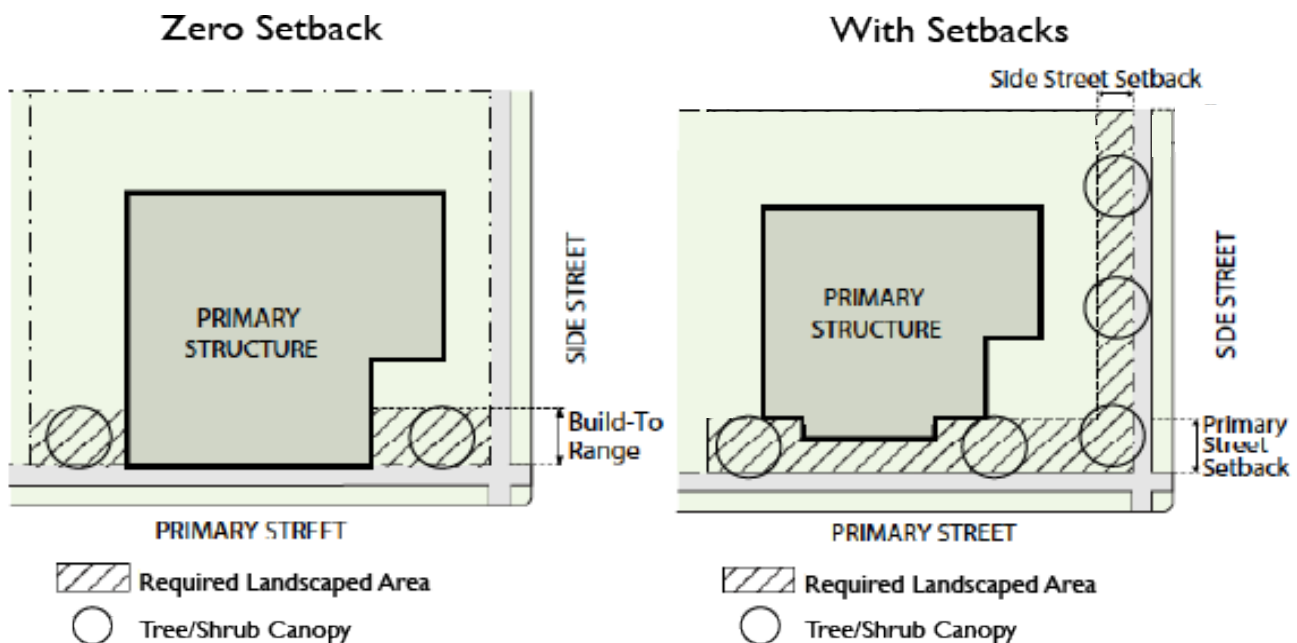 Zero Setback
SIDE STREET
PRIMARY
STRUCTURE
Build-To
Range
PRIMARY STREET
Required Landscaped Area
Tree/Shrub Canopy
With Setbacks
Side Street Setback
SDE STREET
PRIMARY
STRUCTURE
Primary
Street
Setback
PRIMARY STREET
Required Landscaped Area
Tree/Shrub Canopy